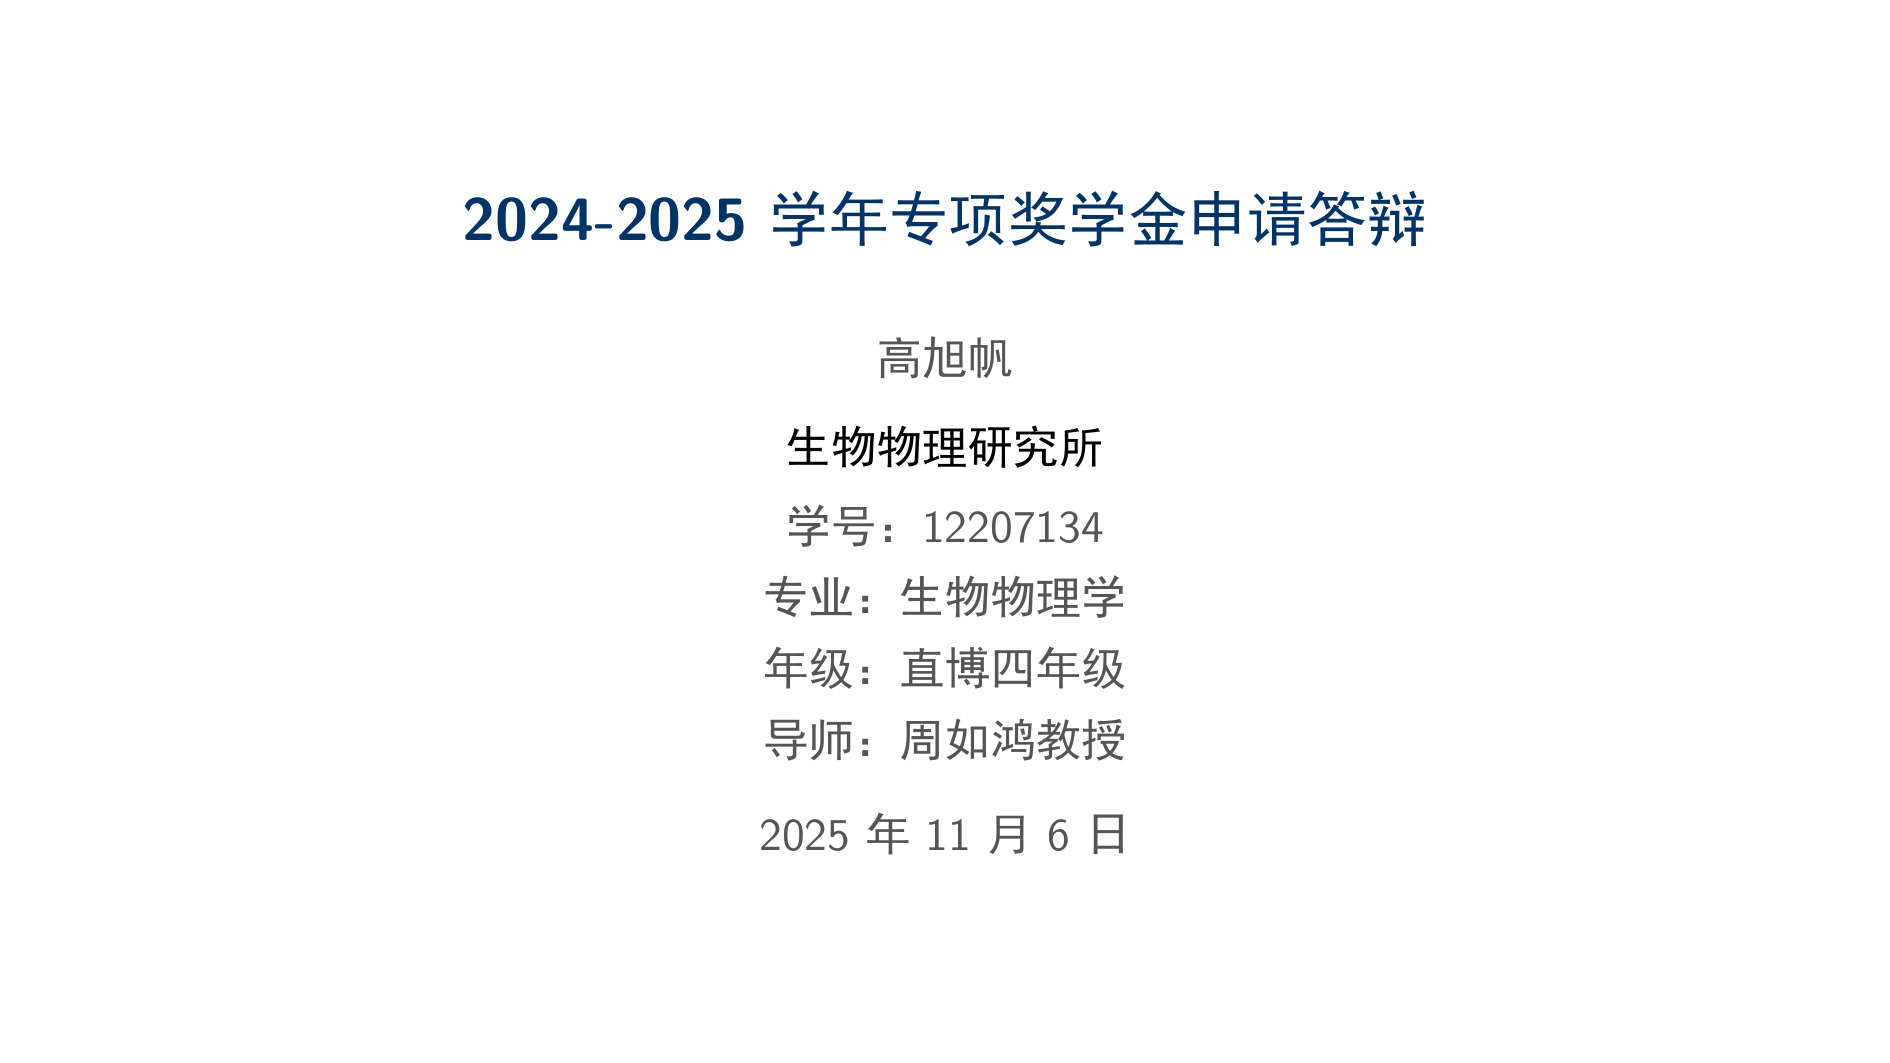 2024-2025 学年专项奖学金申请答辩
高旭帆
生物物理研究所
学号：12207134
专业：生物物理学
年级：直博四年级
导师：周如鸿教授
2025 年 11 月 6 日